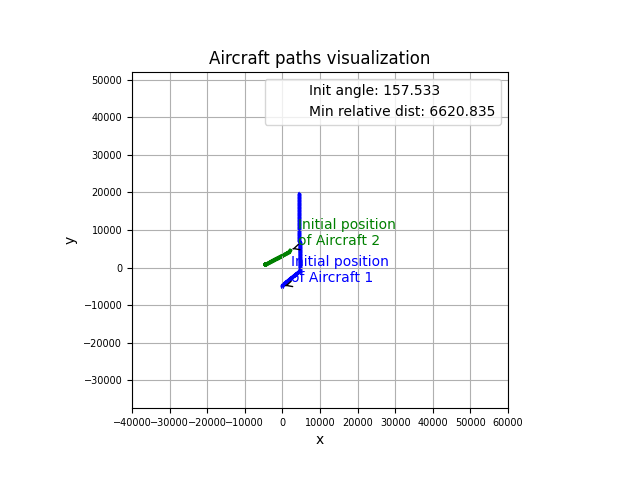 Aircraft paths visualization
Init angle: 157.533
Min relative dist: 6620.835
50000
40000
30000
20000
10000
0
−10000
−20000
−30000
y
Initial position
of Aircraft 2
Initial position
of Aircraft 1
−40000 −30000 −20000 −10000 0 10000 20000 30000 40000 50000 60000
x